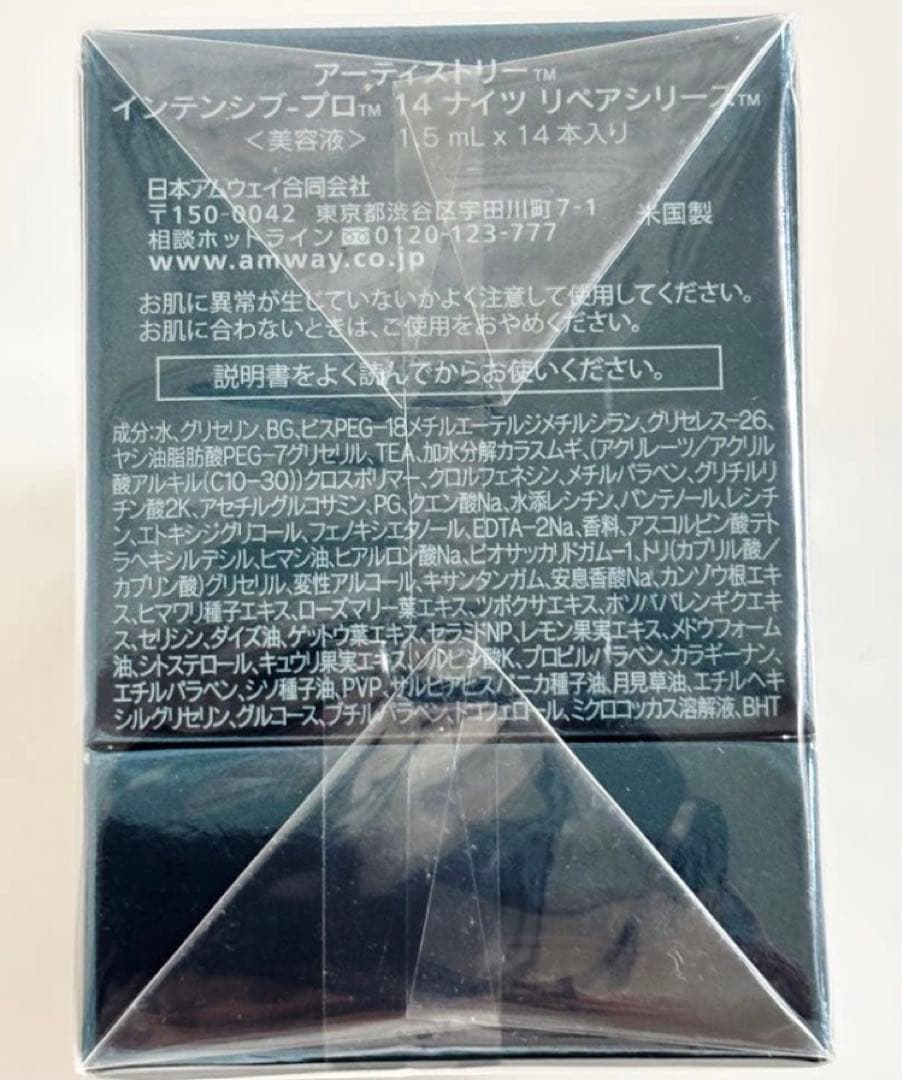 アーティストリー™
インテンシブ-プロ™ 14 ナイツ リペアシリーズ™
＜美容液＞ 1.5 mL x 14本入り
日本アムウェイ合同会社
〒150-0042 東京都渋谷区宇田川町7-1 米国製
相談ホットライン 0120-123-777
www.amway.co.jp
お肌に異常が生じていないかよく注意して使用してください。
お肌に合わないときは、ご使用をおやめください。
説明書をよく読んでからお使いください。
成分:水、グリセリン、BG、ビスPEG-18メチルエーテルジメチルシラン、グリセレス-26、
ヤシ油脂肪酸PEG-7グリセリル、TEA、加水分解カラスムギ、(アクリレーツ/アクリル
酸アルキル(C10-30))クロスポリマー、クロルフェネシン、メチルパラベン、グリチルリ
チン酸2K、アセチルグルコサミン、PG、クエン酸Na、水添レシチン、パンテノール、レシチ
ン、エトキシジグリコール、フェノキシエタノール、EDTA-2Na、香料、アスコルビン酸テト
ラヘキシルデシル、ヒマシ油、ヒアルロン酸Na、ビオサッカリドガム-1、トリ(カプリル酸/
カプリン酸)グリセリル、変性アルコール、キサンタンガム、安息香酸Na、カンゾウ根エキ
ス、ヒマワリ種子エキス、ローズマリー葉エキス、ツボクサエキス、ホソババレンギクエキ
ス、セリシン、ダイズ油、ゲットウ葉エキス、セラミドNP、レモン果実エキス、メドウフォーム
油、シトステロール、キュウリ果実エキス、ソルビン酸K、プロピルパラベン、カラギーナン、
エチルパラベン、シソ種子油、PVP、サルビアヒスパニカ種子油、月見草油、エチルヘキ
シルグリセリン、グルコース、ブチルパラベン、トコフェロール、ミクロコッカス溶解液、BHT